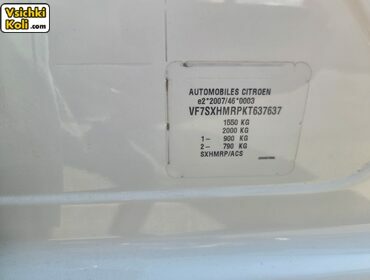 Vsichki
Koli .com
AUTOMOBILES CITROEN
e2*2007/46*0003
VF7SXHMRPKT637637
1550 KG
2000 KG
1- 900 KG
2- 790 KG
SXHMRP/ACS